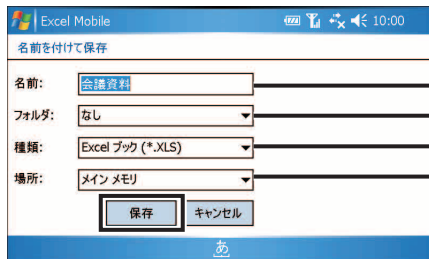 Excel Mobile 10:00
名前を付けて保存
名前: 会議資料
フォルダ: なし
種類: Excel ブック (*.XLS)
場所: メイン メモリ
保存 キャンセル
あ